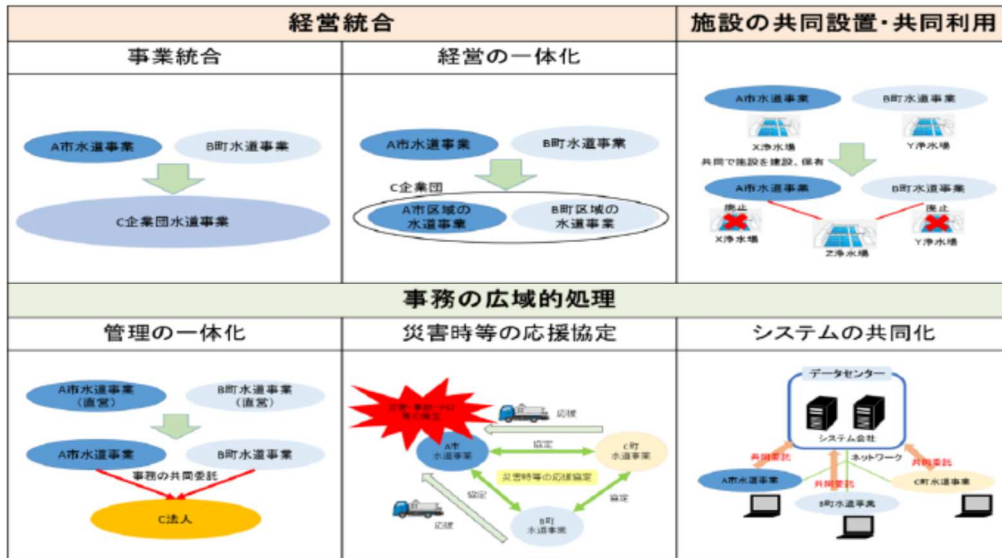 経営統合
施設の共同設置・共同利用
事業統合
経営の一体化
A市水道事業
B町水道事業
C企業団水道事業
A市水道事業
B町水道事業
C企業団
A市区域の
水道事業
B町区域の
水道事業
A市水道事業
B町水道事業
X浄水場
Y浄水場
共同で施設を建設、保有
A市水道事業
B町水道事業
廃止
廃止
X浄水場
Z浄水場
Y浄水場
事務の広域的処理
管理の一体化
災害時等の応援協定
システムの共同化
A市水道事業
(直営)
B町水道事業
(直営)
A市水道事業
B町水道事業
事務の共同委託
C法人
災害・事故・テロ
等の発生
応援
A市
水道事業
協定
C町
水道事業
災害時等の応援協定
協定
協定
応援
B町
水道事業
データセンター
システム会社
ネットワーク
共同委託
共同委託
共同委託
A市水道事業
B町水道事業
C町水道事業